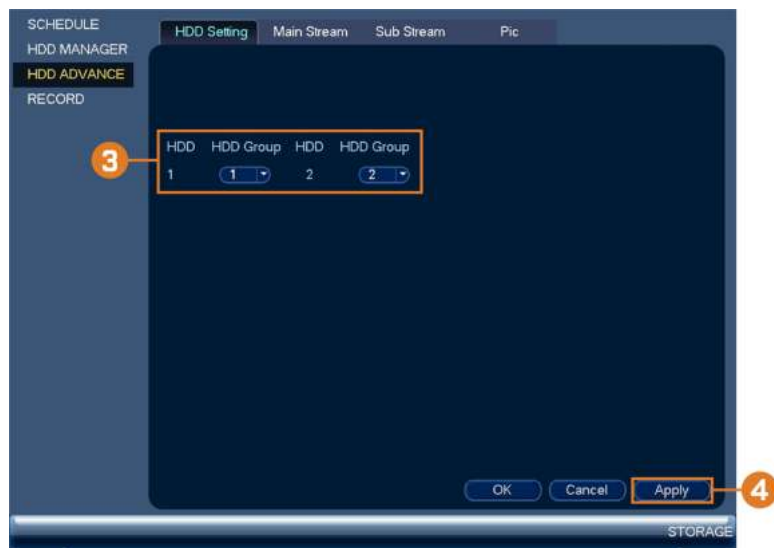 SCHEDULE
HDD MANAGER
HDD ADVANCE
RECORD
HDD Setting Main Stream Sub Stream Pic
HDD HDD Group HDD HDD Group
1 1 2 2
3
OK Cancel Apply
4
STORAGE